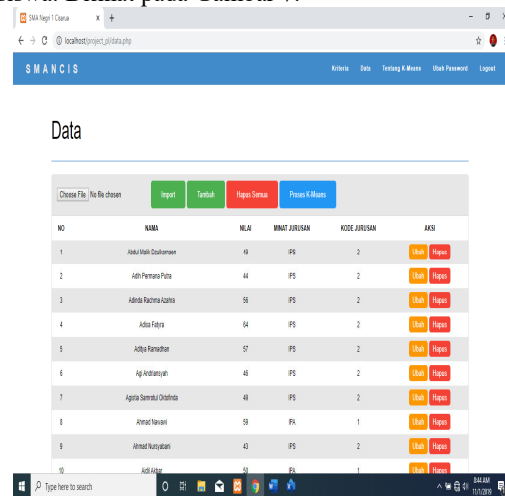 SMA Negri 1 Cisarua x +
localhost/project_pl/data.php
SMANCIS Kriteria Data Tentang K-Means Ubah Password Logout
Data
Choose File No file chosen Import Tambah Hapus Semua Proses K-Means
NO NAMA NILAI MINAT JURUSAN KODE JURUSAN AKSI
1 Abdul Malik 49 IPS 2 Ubah Hapus
2 Adih Permana Putra 44 IPS 2 Ubah Hapus
3 Adinda Rachma Azahra 56 IPS 2 Ubah Hapus
4 Adisa 64 IPS 2 Ubah Hapus
5 Aditya Ramadhan 57 IPS 2 Ubah Hapus
6 Agi Andriansyah 46 IPS 2 Ubah Hapus
7 Agistia Samrotul 48 IPS 2 Ubah Hapus
8 Ahmad Nawawi 59 IPA 1 Ubah Hapus
9 Ahmad Nursyabani 43 IPS 2 Ubah Hapus
10 Aidil Akbar 50 IPA 1 Ubah Hapus
Type here to search 8:44 AM
11/1/2019